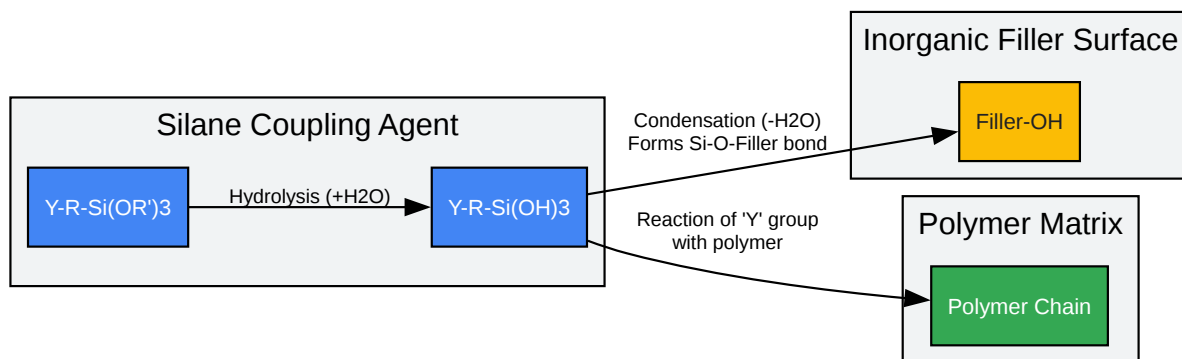 Silane Coupling Agent
Y-R-Si(OR')3
Hydrolysis (+H2O)
Y-R-Si(OH)3
Condensation (-H2O)
Forms Si-O-Filler bond
Inorganic Filler Surface
Filler-OH
Reaction of 'Y' group
with polymer
Polymer Matrix
Polymer Chain